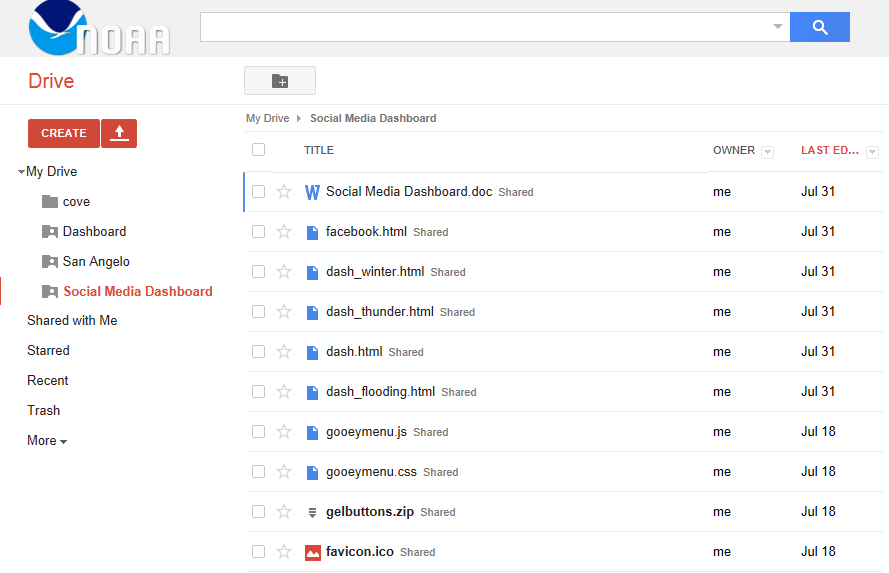 NOAA
Drive
My Drive Social Media Dashboard
CREATE
TITLE OWNER LAST ED...
My Drive
cove
Dashboard
San Angelo
Social Media Dashboard
Shared with Me
Starred
Recent
Trash
More
Social Media Dashboard.doc Shared me Jul 31
facebook.html Shared me Jul 31
dash_winter.html Shared me Jul 31
dash_thunder.html Shared me Jul 31
dash.html Shared me Jul 31
dash_flooding.html Shared me Jul 31
gooeymenu.js Shared me Jul 18
gooeymenu.css Shared me Jul 18
gelbuttons.zip Shared me Jul 18
favicon.ico Shared me Jul 18